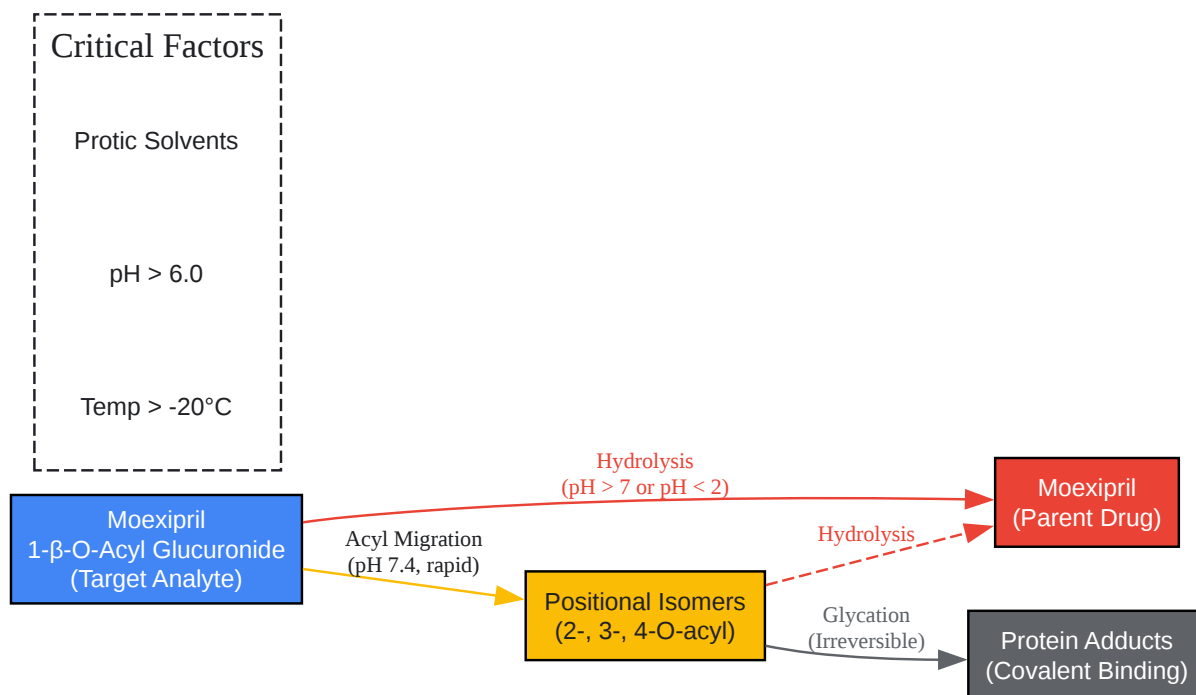 Critical Factors
Protic Solvents
pH > 6.0
Temp > -20°C
Hydrolysis
(pH > 7 or pH < 2)
Moexipril
(Parent Drug)
Moexipril
1-β-O-Acyl Glucuronide
(Target Analyte)
Acyl Migration
(pH 7.4, rapid)
Hydrolysis
Positional Isomers
(2-, 3-, 4-O-acyl)
Glycation
(Irreversible)
Protein Adducts
(Covalent Binding)